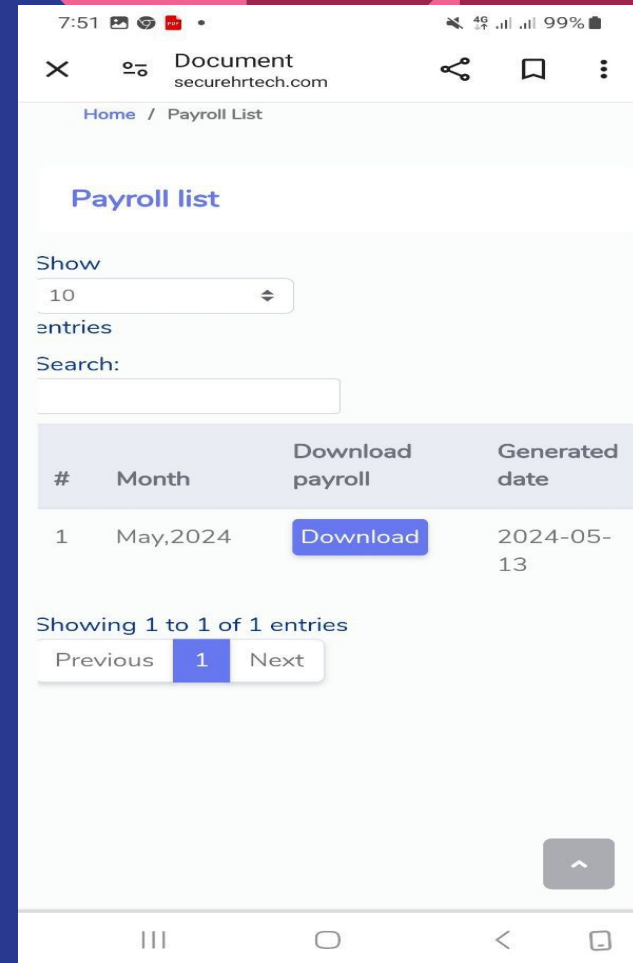 7:51
4G 99%
Document
securehrtech.com
Home / Payroll List
Payroll list
Show
10
entries
Search:
# Month Download payroll Generated date
1 May,2024 Download 2024-05-13
Showing 1 to 1 of 1 entries
Previous 1 Next